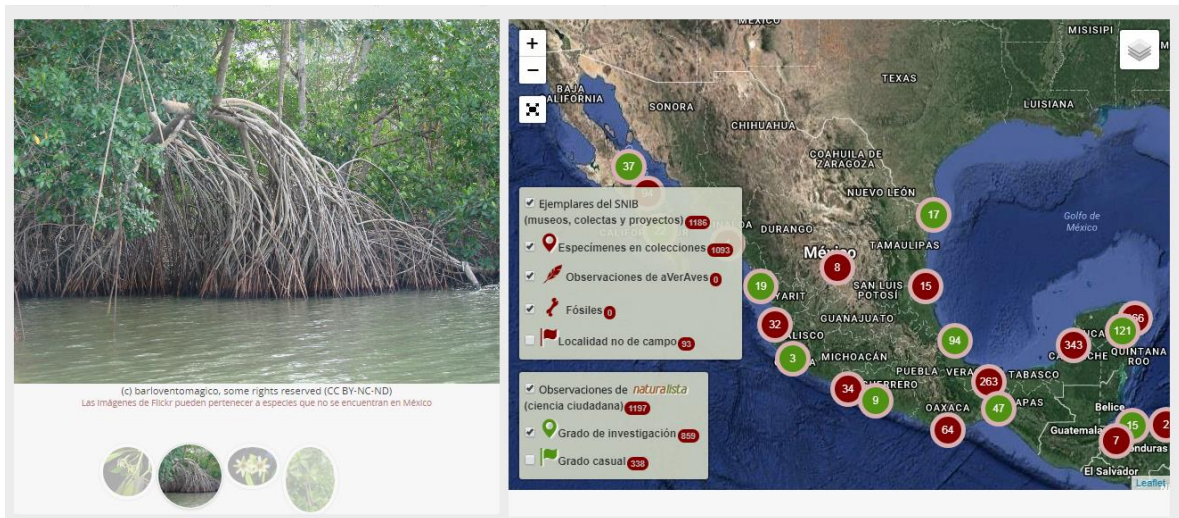 (c) barloventomagico, some rights reserved (CC BY-NC-ND)
Las imágenes de Flickr pueden pertenecer a especies que no se encuentran en México
+
−
MÉXICO
MISISIPI
BAJA
CALIFORNIA
SONORA
TEXAS
LUISIANA
CHIHUAHUA
COAHUILA DE
ZARAGOZA
37
NUEVO LEÓN
17
Golfo de
México
DURANGO
México
TAMAULIPAS
8
19
SAN LUIS
POTOSÍ
15
GUANAJUATO
32
94
121
343
QUINTANA
ROO
3
MICHOACÁN
PUEBLA
TABASCO
263
34
9
47
OAXACA
64
Belice
15
2
Guatemala
7
El Salvador
Leaflet
Ejemplares del SNIB
(museos, colectas y proyectos) 1186
Especímenes en colecciones 1093
Observaciones de aVerAves 0
Fósiles 0
Localidad no de campo 93
Observaciones de naturalista
(ciencia ciudadana) 1197
Grado de investigación 859
Grado casual 338